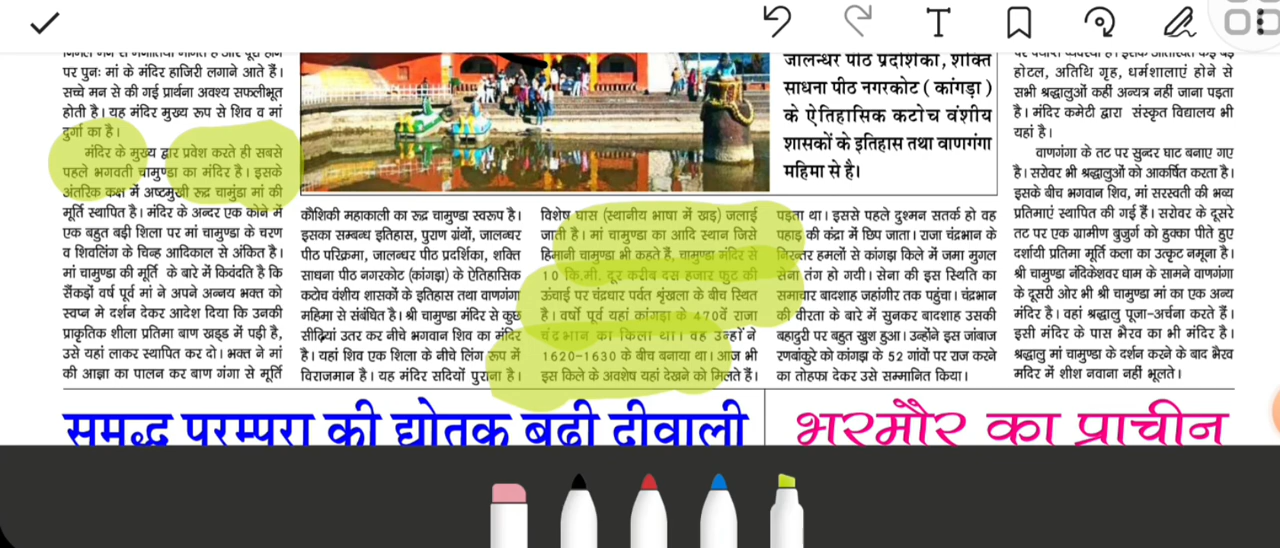 पर पुनः मां के मंदिर हाजिरी लगाने आते हैं।
सच्चे मन से की गई प्रार्थना अवश्य सफलीभूत
होती है। यह मंदिर मुख्य रूप से शिव व मां
दुर्गा का है।
मंदिर के मुख्य द्वार प्रवेश करते ही सबसे
पहले भगवती चामुण्डा का मंदिर है। इसके
अंतरिक कक्ष में अष्टमुखी रूद्र चामुंडा मां की
मूर्ति स्थापित है। मंदिर के अन्दर एक कोने में
एक बहुत बड़ी शिला पर मां चामुण्डा के चरण
व शिवलिंग के चिन्ह आदिकाल से अंकित है।
मां चामुण्डा की मूर्ति के बारे में किवंदति है कि
सैंकड़ों वर्ष पूर्व मां ने अपने अन्नय भक्त को
स्वप्न मे दर्शन देकर आदेश दिया कि उनकी
प्राकृतिक शीला प्रतिमा बाण खड्ड में पड़ी है,
उसे यहां लाकर स्थापित कर दो। भक्त ने मां
की आज्ञा का पालन कर बाण गंगा से मूर्ति
कौशिकी महाकाली का रूद्र चामुण्डा स्वरूप है।
इसका सम्बन्ध इतिहास, पुराण ग्रंथों, जालन्धर
पीठ परिक्रमा, जालन्धर पीठ प्रदर्शिका, शक्ति
साधना पीठ नगरकोट (कांगड़ा) के ऐतिहासिक
कटोच वंशीय शासकों के इतिहास तथा वाणगंगा
महिमा से संबंधित है। श्री चामुण्डा मंदिर से कुछ
सीढ़ियां उतर कर नीचे भगवान शिव का मंदिर
है। यहां शिव एक शिला के नीचे लिंग रूप में
विराजमान है। यह मंदिर सदियों पुराना है।
जालन्धर पीठ प्रदर्शिका, शक्ति
साधना पीठ नगरकोट ( कांगड़ा )
के ऐतिहासिक कटोच वंशीय
शासकों के इतिहास तथा वाणगंगा
महिमा से है।
विशेष घास (स्थानीय भाषा में खड़) जलाई
जाती है। मां चामुण्डा का आदि स्थान जिसे
हिमानी चामुण्डा भी कहते हैं, चामुण्डा मंदिर से
10 कि.मी. दूर करीब दस हजार फुट की
ऊंचाई पर चंद्रधार पर्वत श्रृंखला के बीच स्थित
है। वर्षों पूर्व यहां कांगड़ा के 470वें राजा
चंद्रभान का किला था। वह उन्होंने
1620-1630 के बीच बनाया था। आज भी
इस किले के अवशेष यहां देखने को मिलते हैं।
पड़ता था। इससे पहले दुश्मन सतर्क हो वह
पहाड़ की कंद्रा में छिप जाता। राजा चंद्रभान के
निरन्तर हमलों से कांगड़ा किले में जमा मुगल
सेना तंग हो गयी। सेना की इस स्थिति का
समाचार बादशाह जहांगीर तक पहुंचा। चंद्रभान
की वीरता के बारे में सुनकर बादशाह उसकी
बहादुरी पर बहुत खुश हुआ। उन्होंने इस जांबाज
रणबांकुरे को कांगड़ा के 52 गांवों पर राज करने
का तोहफा देकर उसे सम्मानित किया।
होटल, अतिथि गृह, धर्मशालाएं होने से
सभी श्रद्धालुओं कहीं अन्यत्र नहीं जाना पड़ता
है। मंदिर कमेटी द्वारा संस्कृत विद्यालय भी
यहां है।
वाणगंगा के तट पर सुन्दर घाट बनाए गए
है। सरोवर भी श्रद्धालुओं को आकर्षित करता है।
इसके बीच भगवान शिव, मां सरस्वती की भव्य
प्रतिमाएं स्थापित की गई हैं। सरोवर के दूसरे
तट पर एक ग्रामीण बुजुर्ग को हुक्का पीते हुए
दर्शायी प्रतिमा मूर्ति कला का उत्कृट नमूना है।
श्री चामुण्डा नंदिकेशवर धाम के सामने वाणगंगा
के दूसरी ओर भी श्री चामुण्डा मां का एक अन्य
मंदिर है। वहां श्रद्धालु पूजा-अर्चना करते हैं।
इसी मंदिर के पास भैरव का भी मंदिर है।
श्रद्धालु मां चामुण्डा के दर्शन करने के बाद भैरव
मंदिर में शीश नवाना नहीं भूलते।
समृद्ध परम्परा की द्योतक बूढ़ी दीवाली
भरमौर का प्राचीन